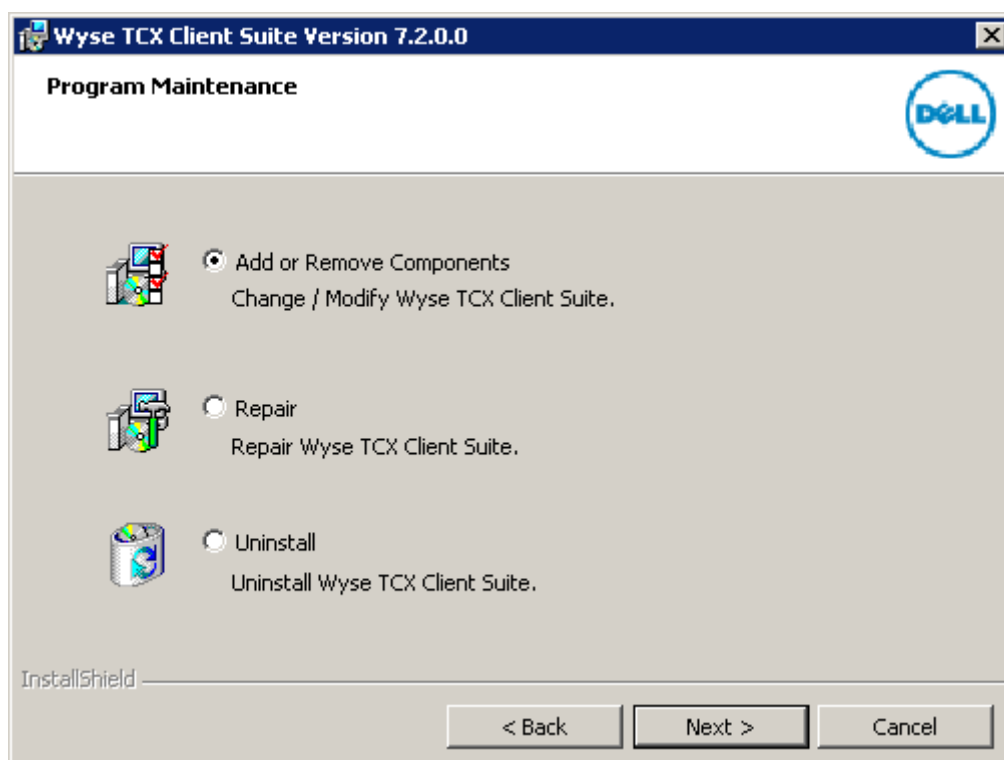 Wyse TCX Client Suite Version 7.2.0.0
Program Maintenance
DELL
Add or Remove Components
Change / Modify Wyse TCX Client Suite.
Repair
Repair Wyse TCX Client Suite.
Uninstall
Uninstall Wyse TCX Client Suite.
InstallShield
< Back
Next >
Cancel